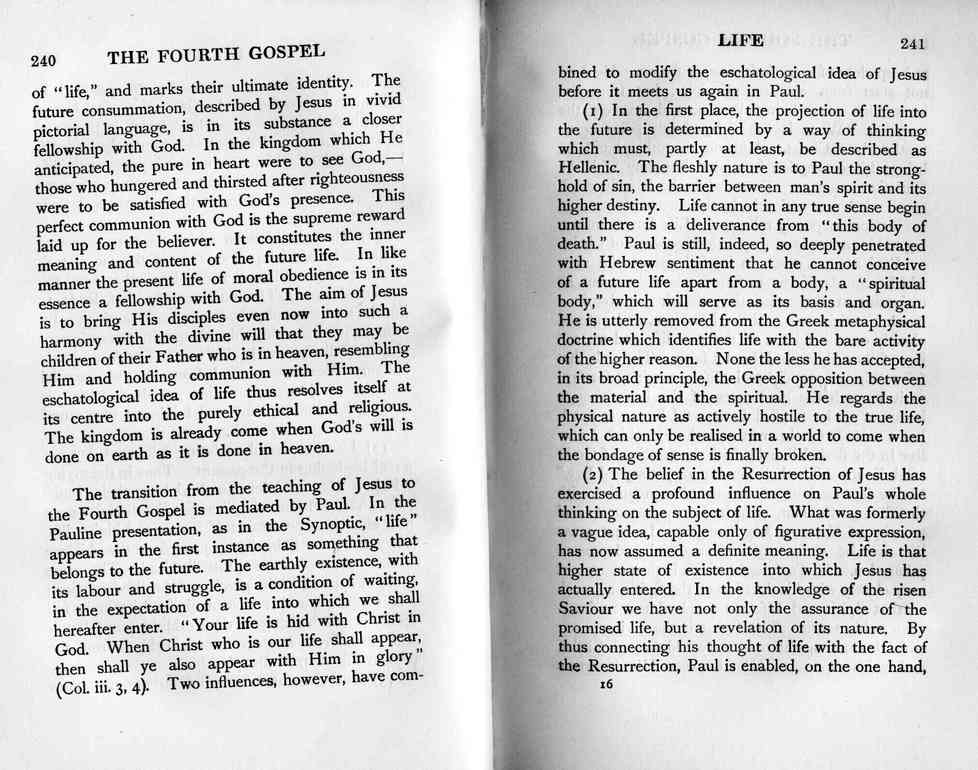 240 THE FOURTH GOSPEL
of "life," and marks their ultimate identity. The
future consummation, described by Jesus in vivid
pictorial language, is in its substance a closer
fellowship with God. In the kingdom which He
anticipated, the pure in heart were to see God,—
those who hungered and thirsted after righteousness
were to be satisfied with God's presence. This
perfect communion with God is the supreme reward
laid up for the believer. It constitutes the inner
meaning and content of the future life. In like
manner the present life of moral obedience is in its
essence a fellowship with God. The aim of Jesus
is to bring His disciples even now into such a
harmony with the divine will that they may be
children of their Father who is in heaven, resembling
Him and holding communion with Him. The
eschatological idea of life thus resolves itself at
its centre into the purely ethical and religious.
The kingdom is already come when God's will is
done on earth as it is done in heaven.
The transition from the teaching of Jesus to
the Fourth Gospel is mediated by Paul. In the
Pauline presentation, as in the Synoptic, "life"
appears in the first instance as something that
belongs to the future. The earthly existence, with
its labour and struggle, is a condition of waiting,
in the expectation of a life into which we shall
hereafter enter. "Your life is hid with Christ in
God. When Christ who is our life shall appear,
then shall ye also appear with Him in glory"
(Col. iii. 3, 4). Two influences, however, have com-
LIFE 241
bined to modify the eschatological idea of Jesus
before it meets us again in Paul.
(1) In the first place, the projection of life into
the future is determined by a way of thinking
which must, partly at least, be described as
Hellenic. The fleshly nature is to Paul the strong-
hold of sin, the barrier between man's spirit and its
higher destiny. Life cannot in any true sense begin
until there is a deliverance from "this body of
death." Paul is still, indeed, so deeply penetrated
with Hebrew sentiment that he cannot conceive
of a future life apart from a body, a "spiritual
body," which will serve as its basis and organ.
He is utterly removed from the Greek metaphysical
doctrine which identifies life with the bare activity
of the higher reason. None the less he has accepted,
in its broad principle, the Greek opposition between
the material and the spiritual. He regards the
physical nature as actively hostile to the true life,
which can only be realised in a world to come when
the bondage of sense is finally broken.
(2) The belief in the Resurrection of Jesus has
exercised a profound influence on Paul's whole
thinking on the subject of life. What was formerly
a vague idea, capable only of figurative expression,
has now assumed a definite meaning. Life is that
higher state of existence into which Jesus has
actually entered. In the knowledge of the risen
Saviour we have not only the assurance of the
promised life, but a revelation of its nature. By
thus connecting his thought of life with the fact of
the Resurrection, Paul is enabled, on the one hand,
16